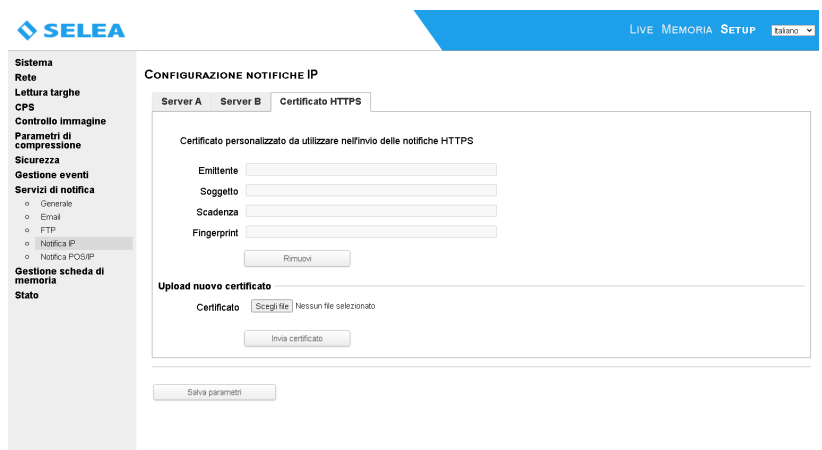 SELEA
LIVE MEMORIA SETUP Italiano
Sistema
Rete
Lettura targhe
CPS
Controllo immagine
Parametri di
compressione
Sicurezza
Gestione eventi
Servizi di notifica
Generale
Email
FTP
Notifica IP
Notifica POS/IP
Gestione scheda di
memoria
Stato
CONFIGURAZIONE NOTIFICHE IP
Server A Server B Certificato HTTPS
Certificato personalizzato da utilizzare nell'invio delle notifiche HTTPS
Emittente
Soggetto
Scadenza
Fingerprint
Rimuovi
Upload nuovo certificato
Certificato Scegli file Nessun file selezionato
Invia certificato
Salva parametri